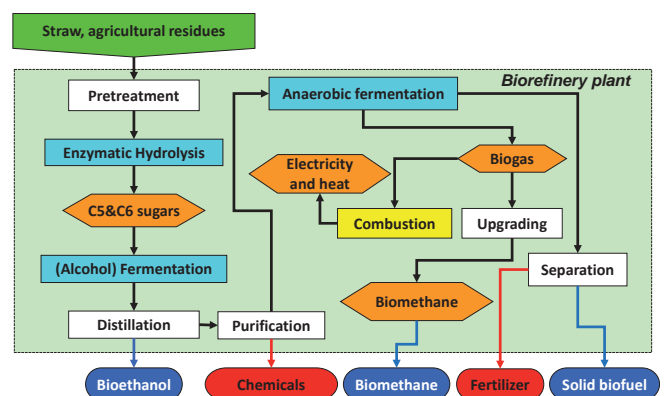 Straw, agricultural residues
Biorefinery plant
Pretreatment
Anaerobic fermentation
Enzymatic Hydrolysis
Electricity
and heat
Biogas
C5&C6 sugars
Combustion
Upgrading
(Alcohol) Fermentation
Separation
Biomethane
Distillation
Purification
Bioethanol
Chemicals
Biomethane
Fertilizer
Solid biofuel